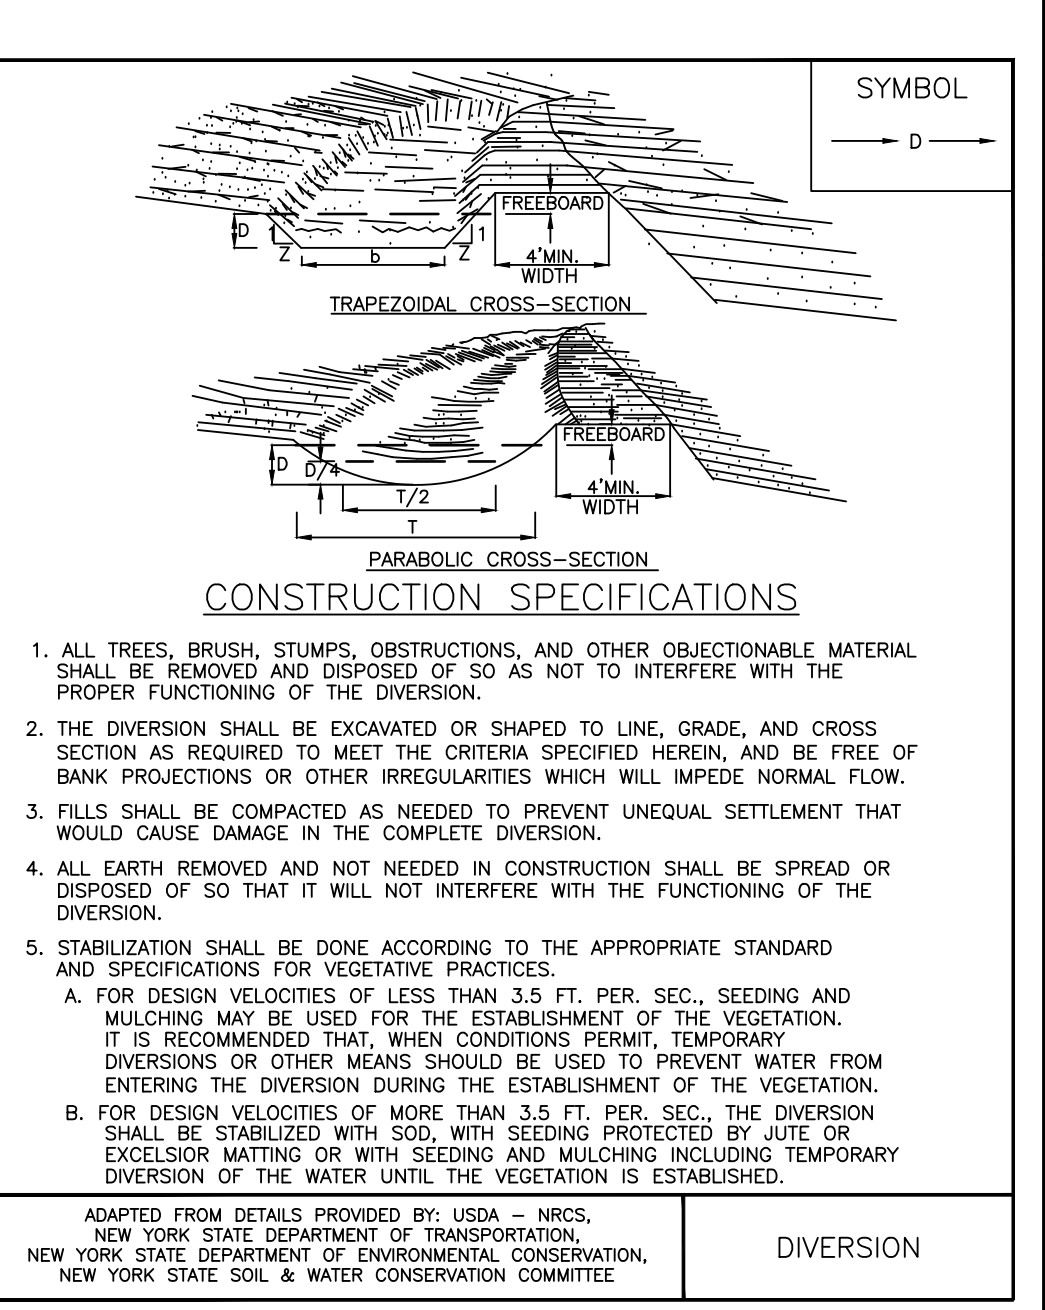 SYMBOL
D
FREEBOARD
D
1
Z
b
1
Z
4'MIN.
WIDTH
TRAPEZOIDAL CROSS-SECTION
FREEBOARD
D
D/4
T/2
T
4'MIN.
WIDTH
PARABOLIC CROSS-SECTION
CONSTRUCTION SPECIFICATIONS
1. ALL TREES, BRUSH, STUMPS, OBSTRUCTIONS, AND OTHER OBJECTIONABLE MATERIAL
SHALL BE REMOVED AND DISPOSED OF SO AS NOT TO INTERFERE WITH THE
PROPER FUNCTIONING OF THE DIVERSION.
2. THE DIVERSION SHALL BE EXCAVATED OR SHAPED TO LINE, GRADE, AND CROSS
SECTION AS REQUIRED TO MEET THE CRITERIA SPECIFIED HEREIN, AND BE FREE OF
BANK PROJECTIONS OR OTHER IRREGULARITIES WHICH WILL IMPEDE NORMAL FLOW.
3. FILLS SHALL BE COMPACTED AS NEEDED TO PREVENT UNEQUAL SETTLEMENT THAT
WOULD CAUSE DAMAGE IN THE COMPLETE DIVERSION.
4. ALL EARTH REMOVED AND NOT NEEDED IN CONSTRUCTION SHALL BE SPREAD OR
DISPOSED OF SO THAT IT WILL NOT INTERFERE WITH THE FUNCTIONING OF THE
DIVERSION.
5. STABILIZATION SHALL BE DONE ACCORDING TO THE APPROPRIATE STANDARD
AND SPECIFICATIONS FOR VEGETATIVE PRACTICES.
A. FOR DESIGN VELOCITIES OF LESS THAN 3.5 FT. PER. SEC., SEEDING AND
MULCHING MAY BE USED FOR THE ESTABLISHMENT OF THE VEGETATION.
IT IS RECOMMENDED THAT, WHEN CONDITIONS PERMIT, TEMPORARY
DIVERSIONS OR OTHER MEANS SHOULD BE USED TO PREVENT WATER FROM
ENTERING THE DIVERSION DURING THE ESTABLISHMENT OF THE VEGETATION.
B. FOR DESIGN VELOCITIES OF MORE THAN 3.5 FT. PER. SEC., THE DIVERSION
SHALL BE STABILIZED WITH SOD, WITH SEEDING PROTECTED BY JUTE OR
EXCELSIOR MATTING OR WITH SEEDING AND MULCHING INCLUDING TEMPORARY
DIVERSION OF THE WATER UNTIL THE VEGETATION IS ESTABLISHED.
ADAPTED FROM DETAILS PROVIDED BY: USDA - NRCS,
NEW YORK STATE DEPARTMENT OF TRANSPORTATION,
NEW YORK STATE DEPARTMENT OF ENVIRONMENTAL CONSERVATION,
NEW YORK STATE SOIL & WATER CONSERVATION COMMITTEE
DIVERSION